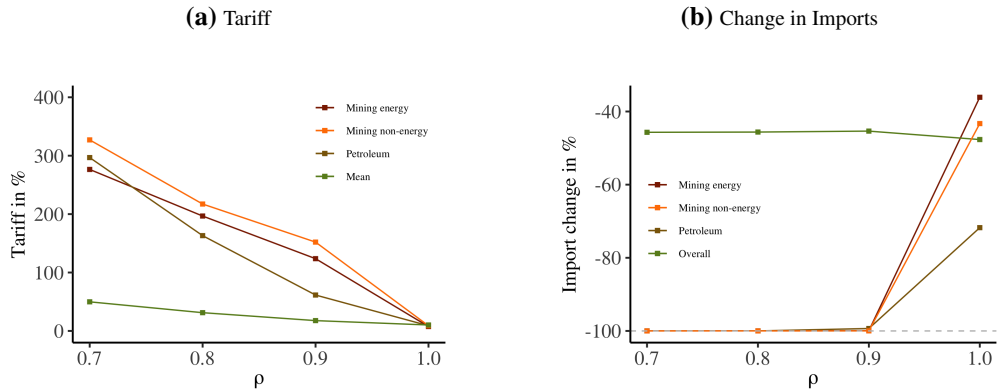 (a) Tariff
400
300
200
100
0
0.7 0.8 0.9 1.0
Tariff in %
ρ
Mining energy
Mining non-energy
Petroleum
Mean
(b) Change in Imports
-40
-60
-80
-100
0.7 0.8 0.9 1.0
Import change in %
ρ
Mining energy
Mining non-energy
Petroleum
Overall